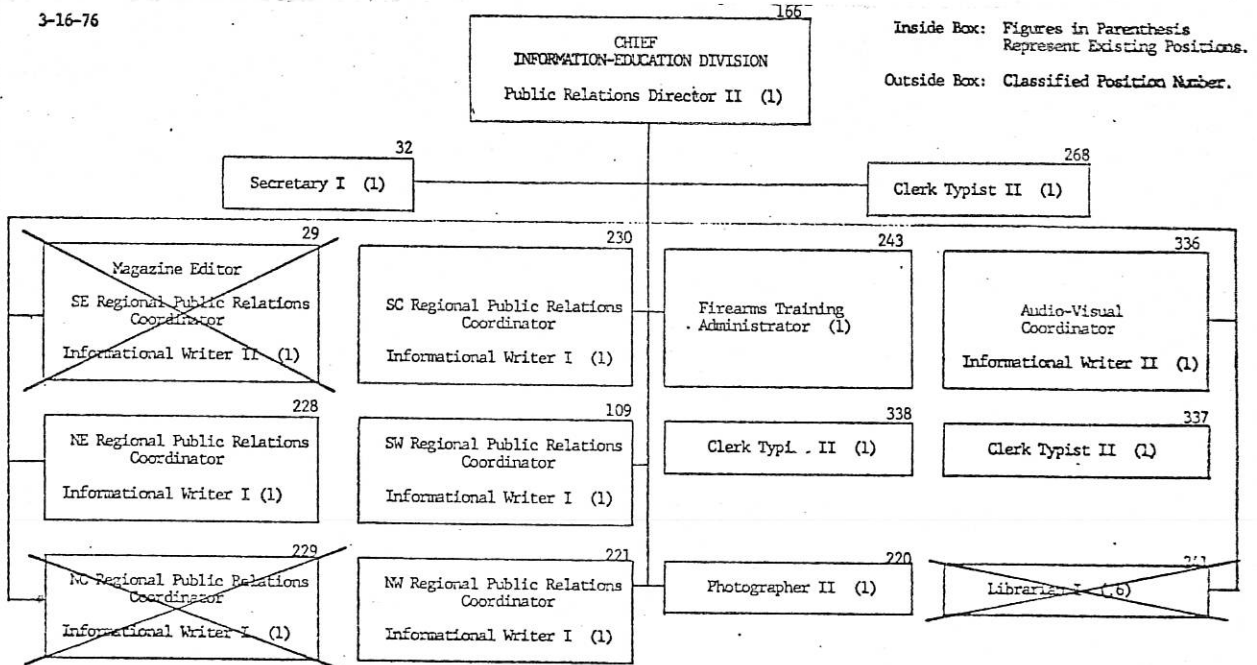 3-16-76
166
CHIEF
INFORMATION-EDUCATION DIVISION
Public Relations Director II (1)
Inside Box: Figures in Parenthesis
Represent Existing Positions.
Outside Box: Classified Position Number.
32
Secretary I (1)
268
Clerk Typist II (1)
29
Magazine Editor
SE Regional Public Relations
Coordinator
Informational Writer II (1)
230
SC Regional Public Relations
Coordinator
Informational Writer I (1)
243
Firearms Training
Administrator (1)
336
Audio-Visual
Coordinator
Informational Writer II (1)
228
NE Regional Public Relations
Coordinator
Informational Writer I (1)
109
SW Regional Public Relations
Coordinator
Informational Writer I (1)
338
Clerk II (1)
337
Clerk Typist II (1)
229
NC Regional Public Relations
Coordinator
Informational Writer I (1)
221
NW Regional Public Relations
Coordinator
Informational Writer I (1)
220
Photographer II (1)
Librarian I (.6)